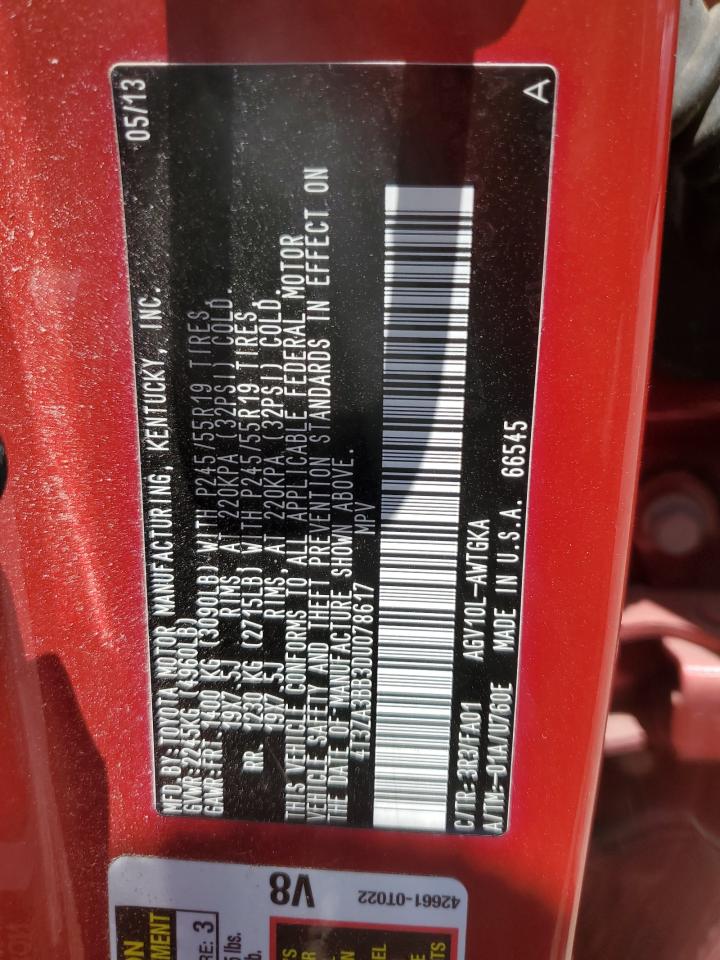 MFD.BY: TOYOTA MOTOR MANUFACTURING, KENTUCKY, INC. 05/13
GVWR: 2245KG (4960LB)
GAWR: FRT. 1402 KG (3090LB) WITH P245/55R19 TIRES,
19X7.5J RIMS AT 220KPA (32PSI) COLD.
RR. 1231 KG (2715LB) WITH P245/55R19 TIRES,
19X7.5J RIMS AT 220KPA (32PSI) COLD.
THIS VEHICLE CONFORMS TO ALL APPLICABLE FEDERAL MOTOR
VEHICLE SAFETY AND THEFT PREVENTION STANDARDS IN EFFECT ON
THE DATE OF MANUFACTURE SHOWN ABOVE.
4T3ZA3BB3DU078617 MPV
C/TR: 3R3/FA01 AGV10L-AWTGKA
A/TM: -01A/U760E MADE IN U.S.A. 66545 A
42661-0T022
V8
3
lbs.